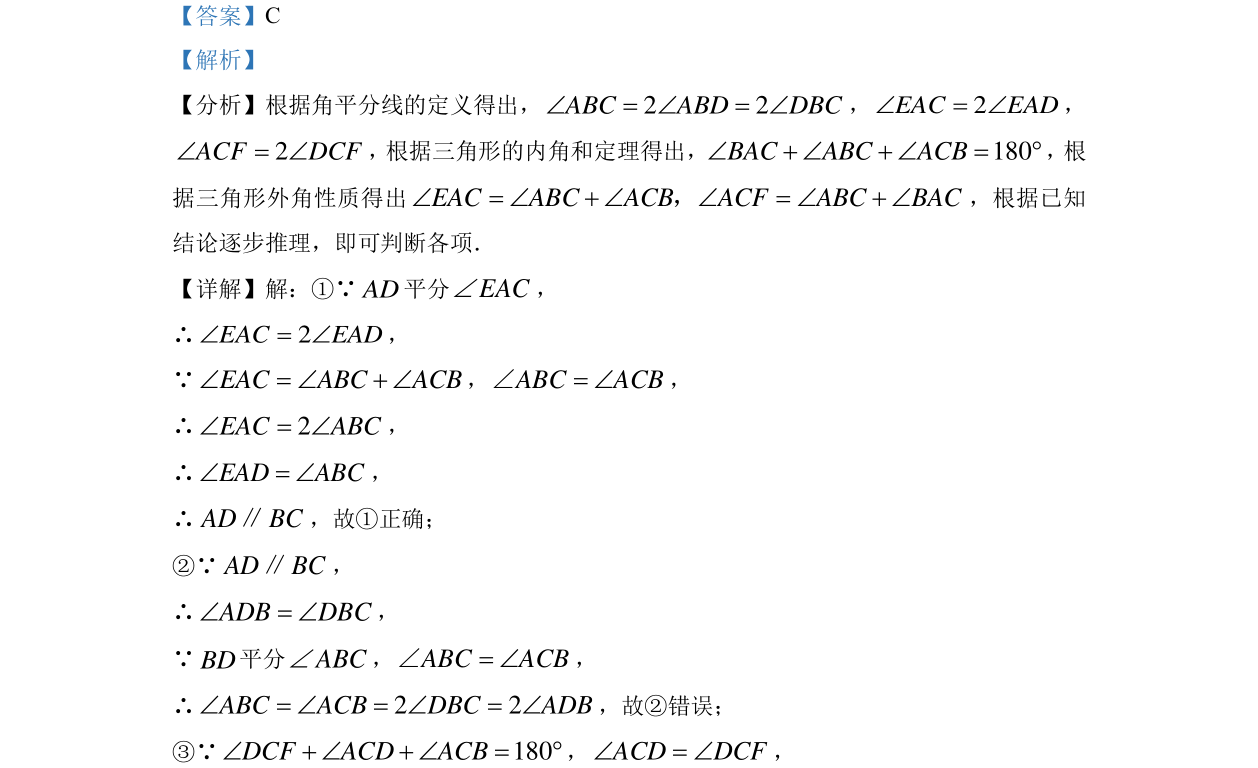 【答案】C
【解析】
【分析】根据角平分线的定义得出，∠ABC = 2∠ABD = 2∠DBC，∠EAC = 2∠EAD，
∠ACF = 2∠DCF，根据三角形的内角和定理得出，∠BAC + ∠ABC + ∠ACB = 180°，根
据三角形外角性质得出∠EAC = ∠ABC + ∠ACB，∠ACF = ∠ABC + ∠BAC，根据已知
结论逐步推理，即可判断各项．
【详解】解：①∵ AD平分∠EAC，
∴∠EAC = 2∠EAD，
∵∠EAC = ∠ABC + ∠ACB，∠ABC = ∠ACB，
∴∠EAC = 2∠ABC，
∴∠EAD = ∠ABC，
∴ AD∥BC，故①正确；
②∵ AD∥BC，
∴∠ADB = ∠DBC，
∵ BD平分∠ABC，∠ABC = ∠ACB，
∴∠ABC = ∠ACB = 2∠DBC = 2∠ADB，故②错误；
③∵∠DCF + ∠ACD + ∠ACB = 180°，∠ACD = ∠DCF，